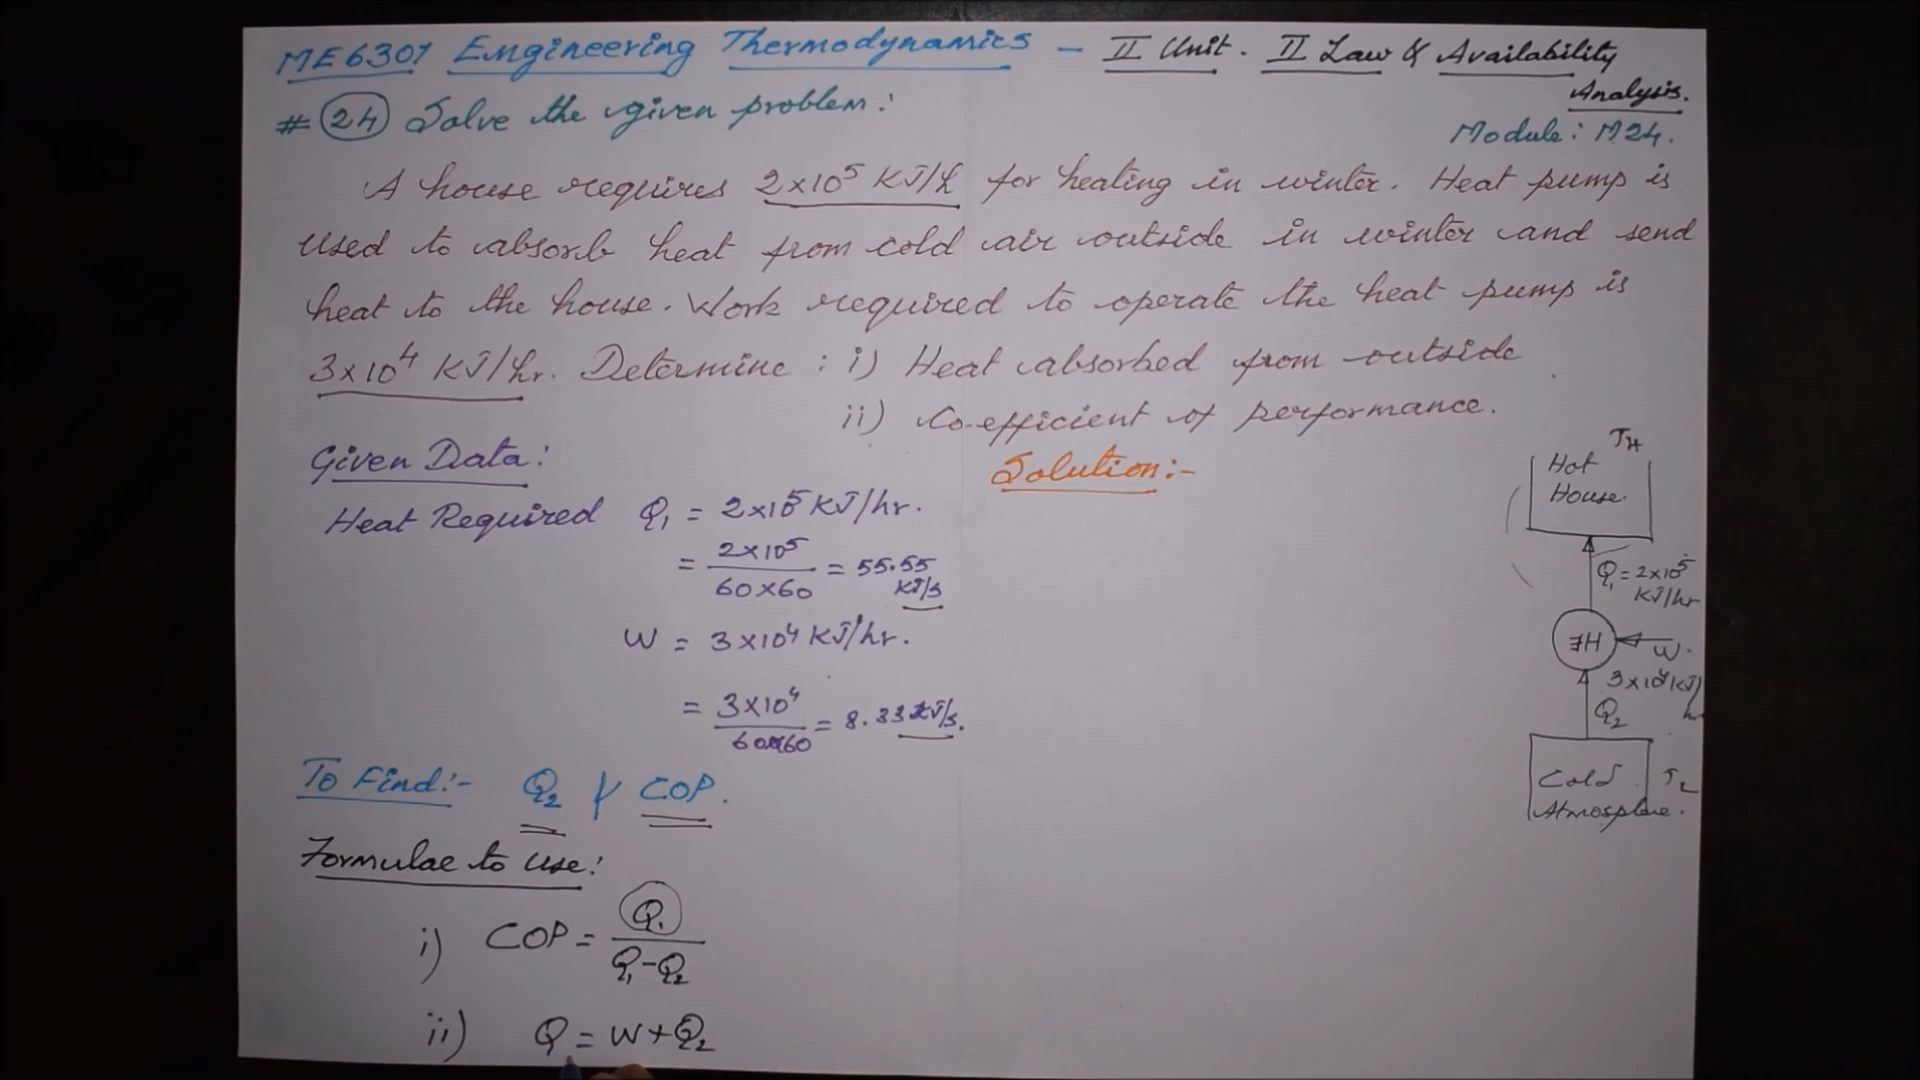 ME6301 Engineering Thermodynamics - II Unit. II Law & Availability
Analysis.
# 24 Solve the given problem:
Module: M24.
A house requires 2×10⁵ KJ/h for heating in winter. Heat pump is
used to absorb heat from cold air outside in winter and send
heat to the house. Work required to operate the heat pump is
3×10⁴ KJ/hr. Determine: i) Heat absorbed from outside
ii) Co-efficient of performance.
Given Data:
Solution:-
Heat Required Q₁ = 2×10⁵ KJ/hr.
= 2×10⁵ / 60×60 = 55.55 KJ/s
W = 3×10⁴ KJ/hr.
= 3×10⁴ / 60×60 = 8.33 KJ/s.
To Find:- Q₂ & COP.
Formulae to use:
i) COP = Q₁ / Q₁-Q₂
ii) Q = W+Q₂
T_H
Hot
House
Q₁ = 2×10⁵
KJ/hr
W.
3×10⁴ KJ/
hr
Q₂
Cold T_L
Atmosphere.